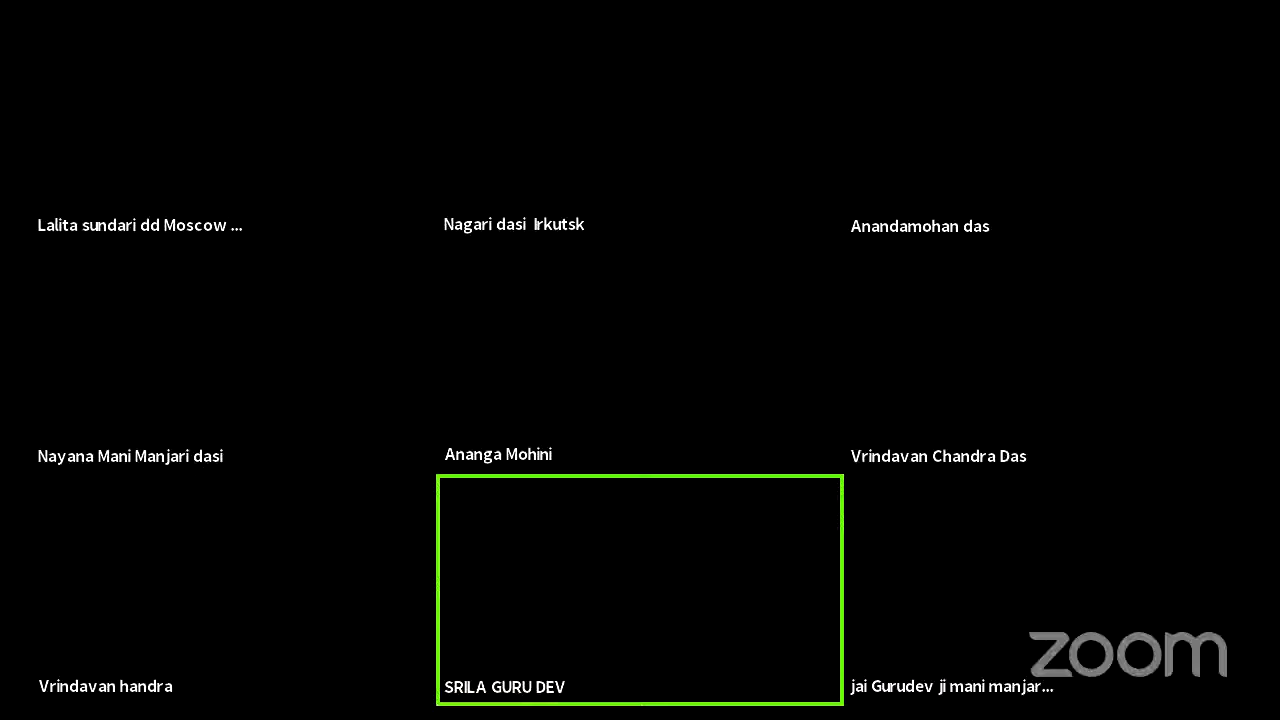 Lalita sundari dd Moscow ...
Nagari dasi Irkutsk
Anandamohan das
Nayana Mani Manjari dasi
Ananga Mohini
Vrindavan Chandra Das
Vrindavan handra
SRILA GURU DEV
jai Gurudev ji mani manjar...
zoom